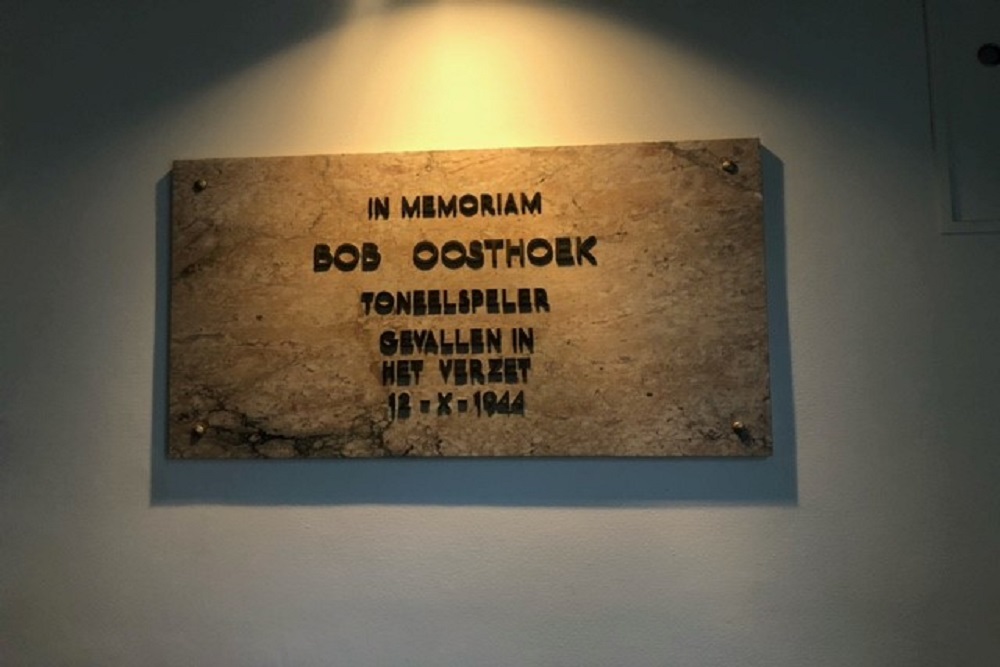 IN MEMORIAM
BOB OOSTHOEK
TONEELSPELER
GEVALLEN IN
HET VERZET
12-X-1944